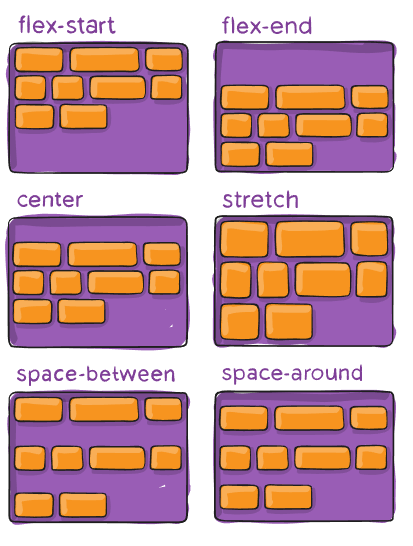 flex-start
flex-end
center
stretch
space-between
space-around